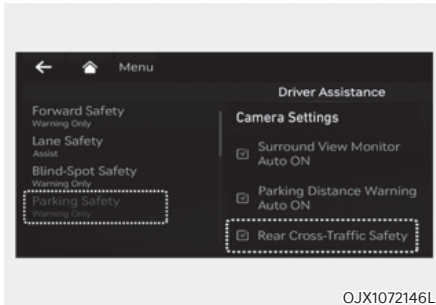 Menu
Driver Assistance
Forward Safety
Warning Only
Lane Safety
Assist
Blind-Spot Safety
Warning Only
Parking Safety
Warning Only
Camera Settings
Surround View Monitor
Auto ON
Parking Distance Warning
Auto ON
Rear Cross-Traffic Safety
OJX1072146L